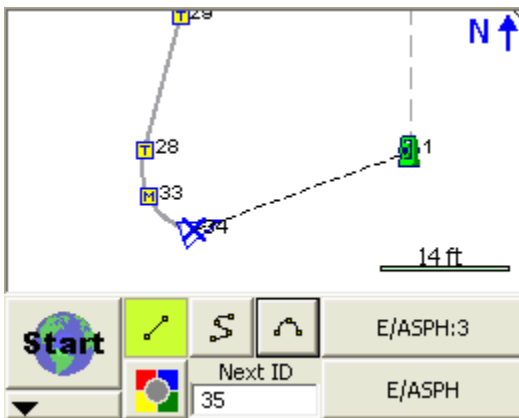 29
N
T
T
28
1
M
33
34
14 ft
Start
E/ASPH:3
Next ID
35
E/ASPH